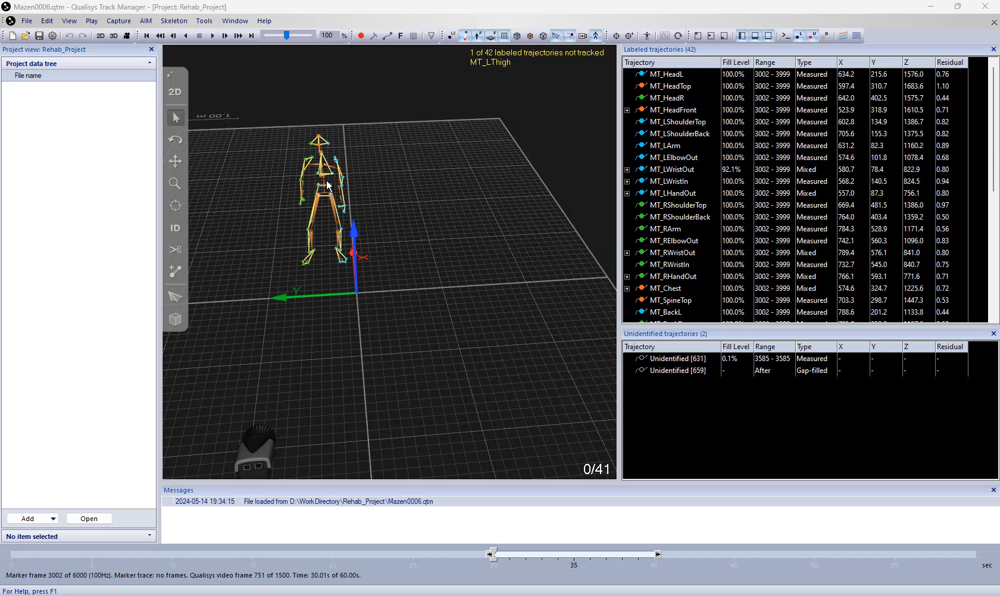 Mazen0006.qtm - Qualisys Track Manager - [Project: Rehab_Project]
File Edit View Play Capture AIM Skeleton Tools Window Help
2D 3D 100 % F L2 F F L U D
Project view: Rehab_Project
Project data tree
File name
Add Open
No item selected
1 of 42 labeled trajectories not tracked
MT_LThigh
2D
ID
1.00 m
Y
X
0/41
Labeled trajectories (42)
Trajectory Fill Level Range Type X Y Z Residual
MT_HeadL 100.0% 3002 - 3999 Measured 634.2 215.6 1576.0 0.76
MT_HeadTop 100.0% 3002 - 3999 Measured 597.4 310.7 1683.6 1.10
MT_HeadR 100.0% 3002 - 3999 Measured 642.0 402.5 1575.7 0.44
MT_HeadFront 100.0% 3002 - 3999 Measured 523.9 318.9 1610.5 0.71
MT_LShoulderTop 100.0% 3002 - 3999 Measured 602.8 134.9 1386.7 0.82
MT_LShoulderBack 100.0% 3002 - 3999 Measured 705.6 155.3 1375.5 0.82
MT_LArm 100.0% 3002 - 3999 Measured 631.2 82.3 1160.2 0.89
MT_LElbowOut 100.0% 3002 - 3999 Measured 574.6 101.8 1078.4 0.68
MT_LWristOut 92.1% 3002 - 3999 Mixed 580.7 78.4 822.9 0.80
MT_LWristIn 100.0% 3002 - 3999 Measured 568.2 140.5 824.5 0.94
MT_LHandOut 100.0% 3002 - 3999 Mixed 557.0 87.3 756.1 0.80
MT_RShoulderTop 100.0% 3002 - 3999 Measured 669.4 481.5 1386.0 0.97
MT_RShoulderBack 100.0% 3002 - 3999 Measured 764.0 403.4 1359.2 0.50
MT_RArm 100.0% 3002 - 3999 Measured 784.3 528.9 1171.4 0.56
MT_RElbowOut 100.0% 3002 - 3999 Measured 742.1 560.3 1096.0 0.83
MT_RWristOut 100.0% 3002 - 3999 Mixed 789.4 576.1 841.0 0.80
MT_RWristIn 100.0% 3002 - 3999 Measured 732.7 545.0 840.7 0.75
MT_RHandOut 100.0% 3002 - 3999 Mixed 766.1 593.1 771.6 0.71
MT_Chest 100.0% 3002 - 3999 Mixed 574.6 324.7 1225.6 0.72
MT_SpineTop 100.0% 3002 - 3999 Measured 703.3 298.7 1447.3 0.53
MT_BackL 100.0% 3002 - 3999 Measured 788.6 201.2 1133.8 0.44
Unidentified trajectories (2)
Trajectory Fill Level Range Type X Y Z Residual
Unidentified [631] 0.1% 3585 - 3585 Measured - - - -
Unidentified [659] - After Gap-filled - - - -
Messages
2024-05-14 19:34:15 File loaded from D:\WorkDirectory\Rehab_Project\Mazen0006.qtm
0 5 10 15 20 25 30 35 40 45 50 55 sec
Marker frame 3002 of 6000 (100Hz). Marker trace: no frames. Qualisys video frame 751 of 1500. Time: 30.01s of 60.00s.
For Help, press F1